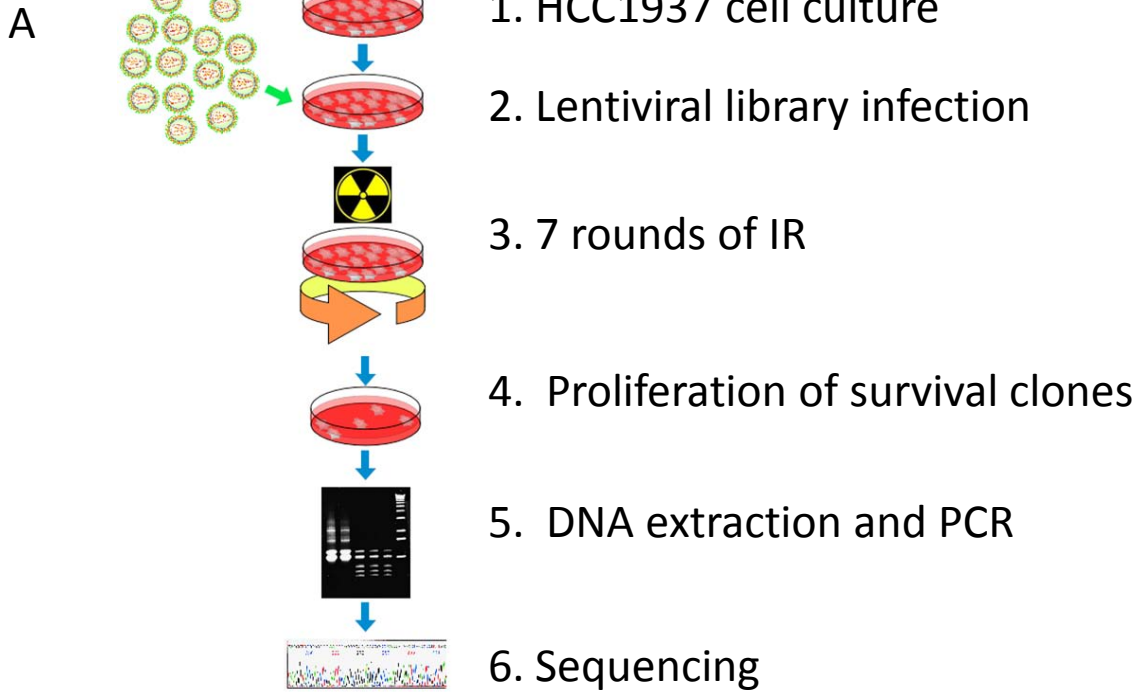 A
1. HCC1937 cell culture
2. Lentiviral library infection
3. 7 rounds of IR
4. Proliferation of survival clones
5. DNA extraction and PCR
6. Sequencing